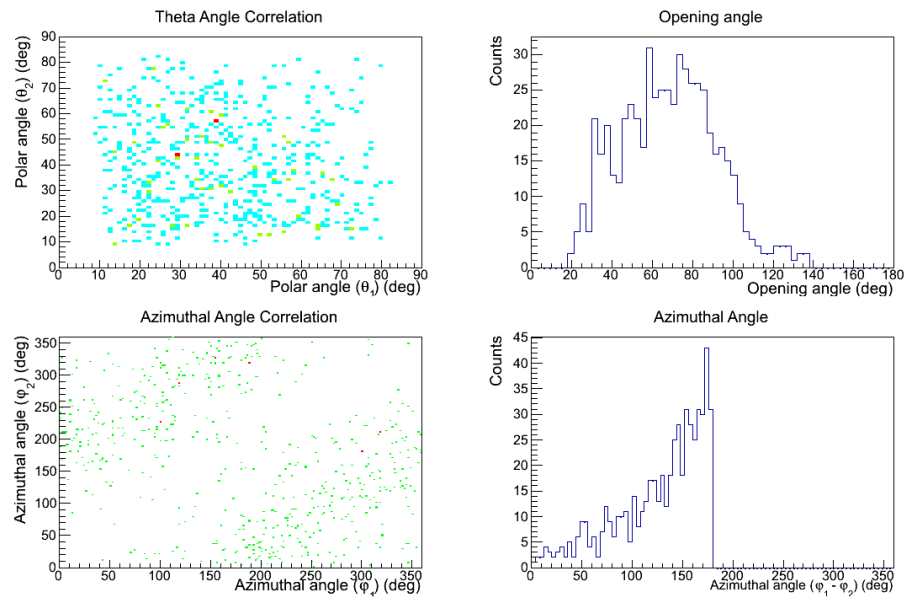 Theta Angle Correlation
Polar angle (θ2) (deg)
90
80
70
60
50
40
30
20
10
0
0 10 20 30 40 50 60 70 80 90
Polar angle (θ1) (deg)
Opening angle
Counts
30
25
20
15
10
5
0
0 20 40 60 80 100 120 140 160 180
Opening angle (deg)
Azimuthal Angle Correlation
Azimuthal angle (φ2) (deg)
350
300
250
200
150
100
50
0
0 50 100 150 200 250 300 350
Azimuthal angle (φ1) (deg)
Azimuthal Angle
Counts
45
40
35
30
25
20
15
10
5
0
0 50 100 150 200 250 300 350
Azimuthal angle (φ1 - φ2) (deg)